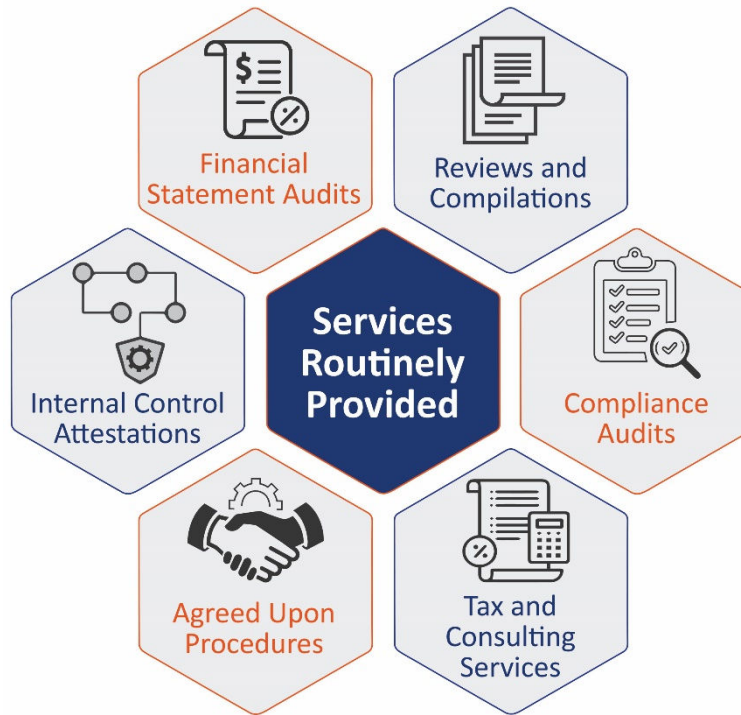 Financial
Statement Audits
Reviews and
Compilations
Internal Control
Attestations
Services
Routinely
Provided
Compliance
Audits
Agreed Upon
Procedures
Tax and
Consulting
Services